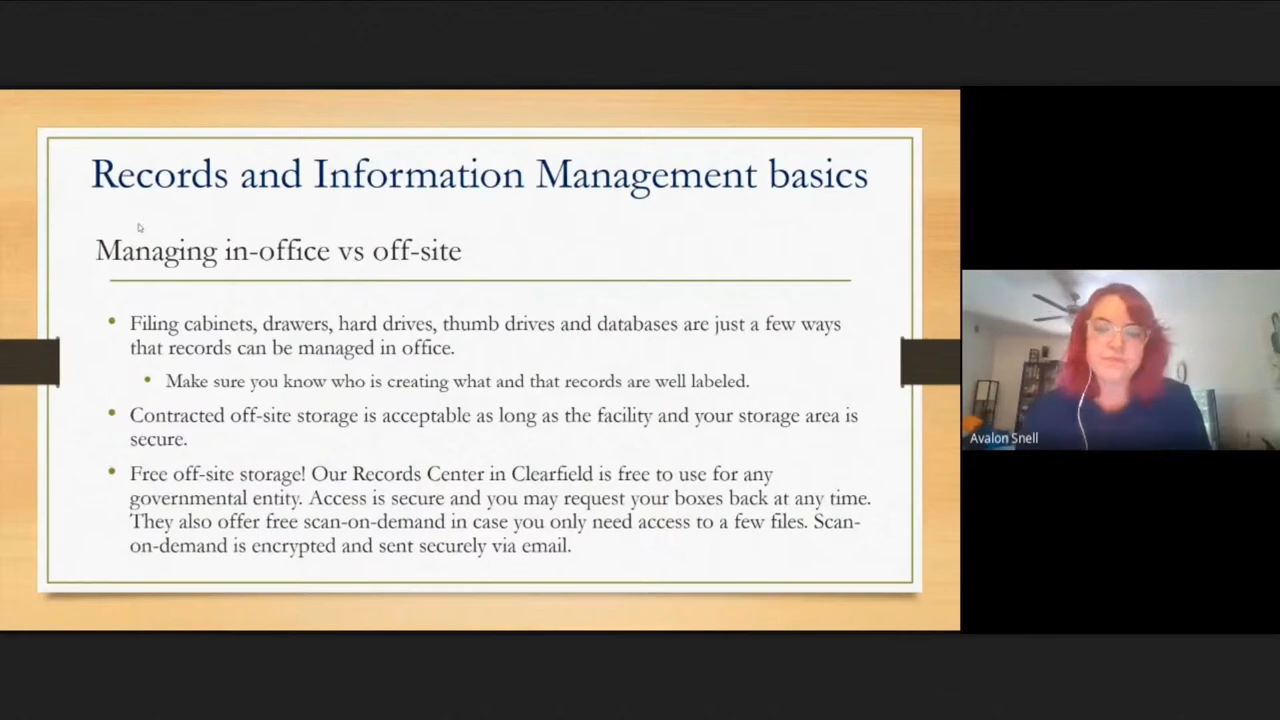 Records and Information Management basics
Managing in-office vs off-site
Filing cabinets, drawers, hard drives, thumb drives and databases are just a few ways
that records can be managed in office.
Make sure you know who is creating what and that records are well labeled.
Contracted off-site storage is acceptable as long as the facility and your storage area is
secure.
Free off-site storage! Our Records Center in Clearfield is free to use for any
governmental entity. Access is secure and you may request your boxes back at any time.
They also offer free scan-on-demand in case you only need access to a few files. Scan-
on-demand is encrypted and sent securely via email.
Avalon Snell